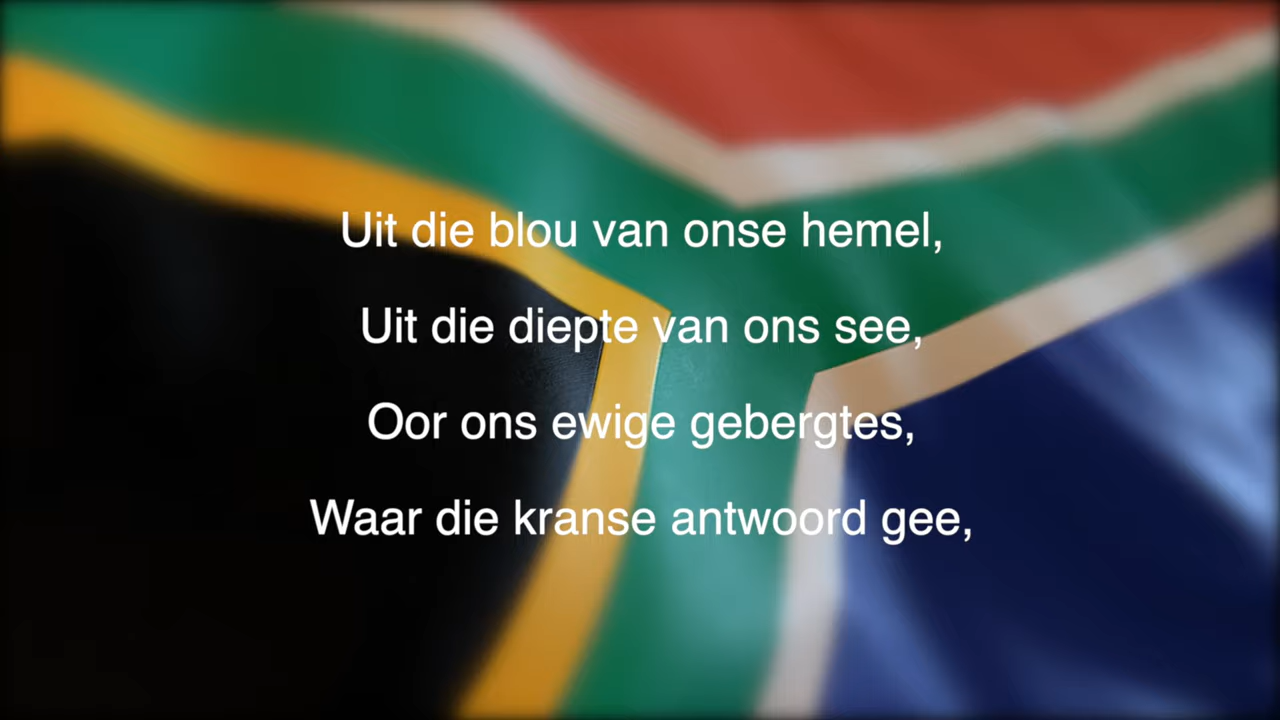 Uit die blou van onse hemel,
Uit die diepte van ons see,
Oor ons ewige gebergtes,
Waar die kranse antwoord gee,